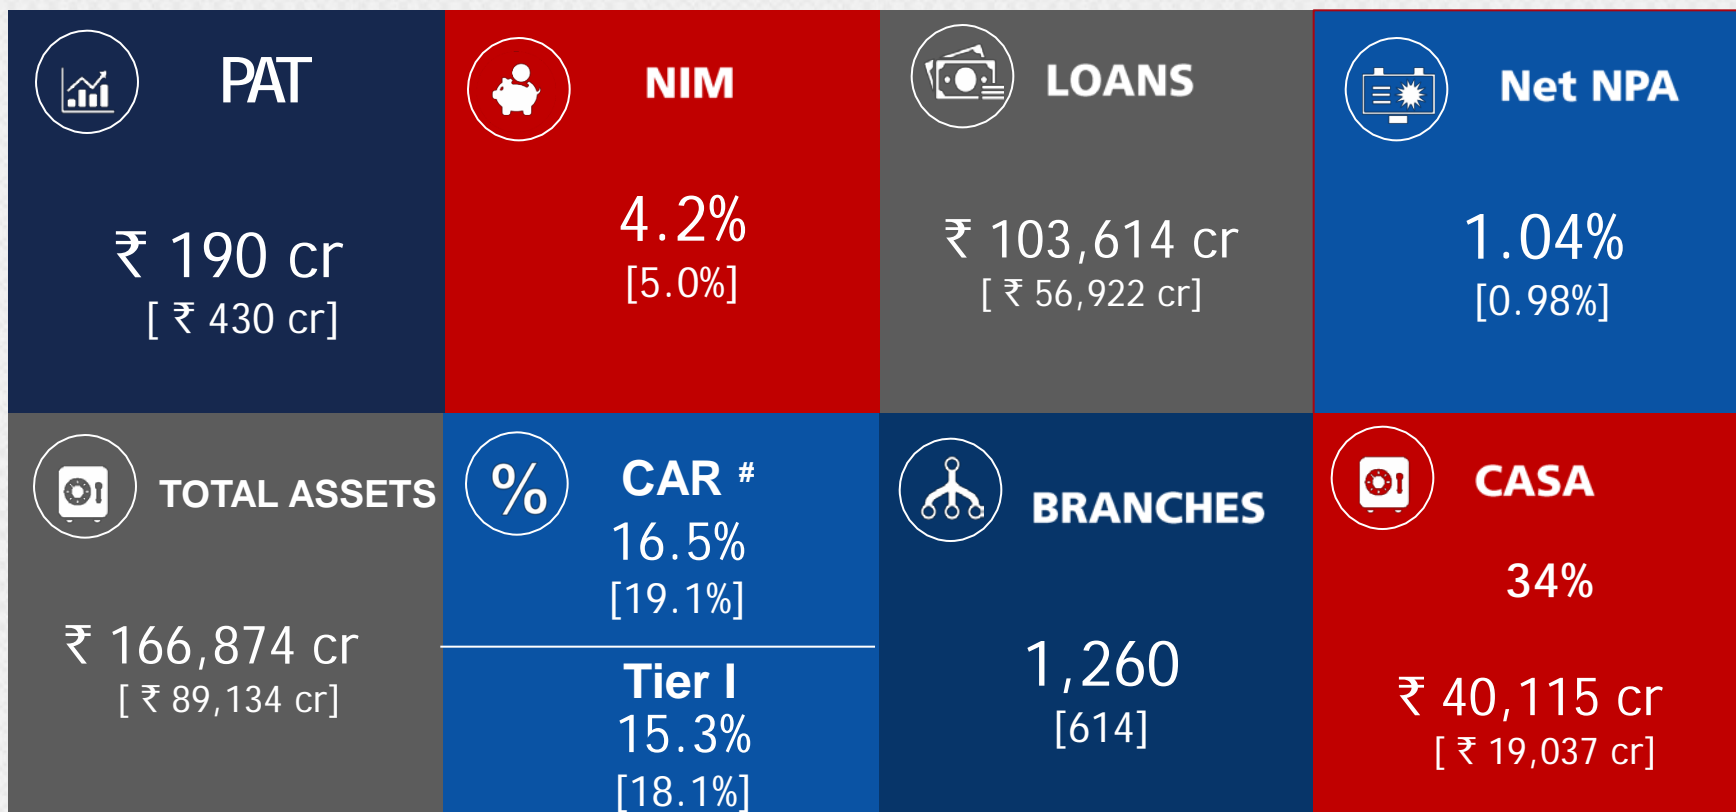 PAT
₹ 190 cr
[ ₹ 430 cr]
NIM
4.2%
[5.0%]
LOANS
₹ 103,614 cr
[ ₹ 56,922 cr]
Net NPA
1.04%
[0.98%]
TOTAL ASSETS
₹ 166,874 cr
[ ₹ 89,134 cr]
%
CAR #
16.5%
[19.1%]
Tier I
15.3%
[18.1%]
BRANCHES
1,260
[614]
CASA
34%
₹ 40,115 cr
[ ₹ 19,037 cr]